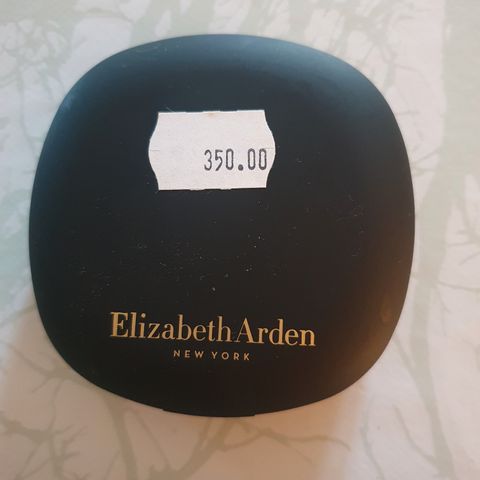 350.00
Elizabeth Arden
NEW YORK